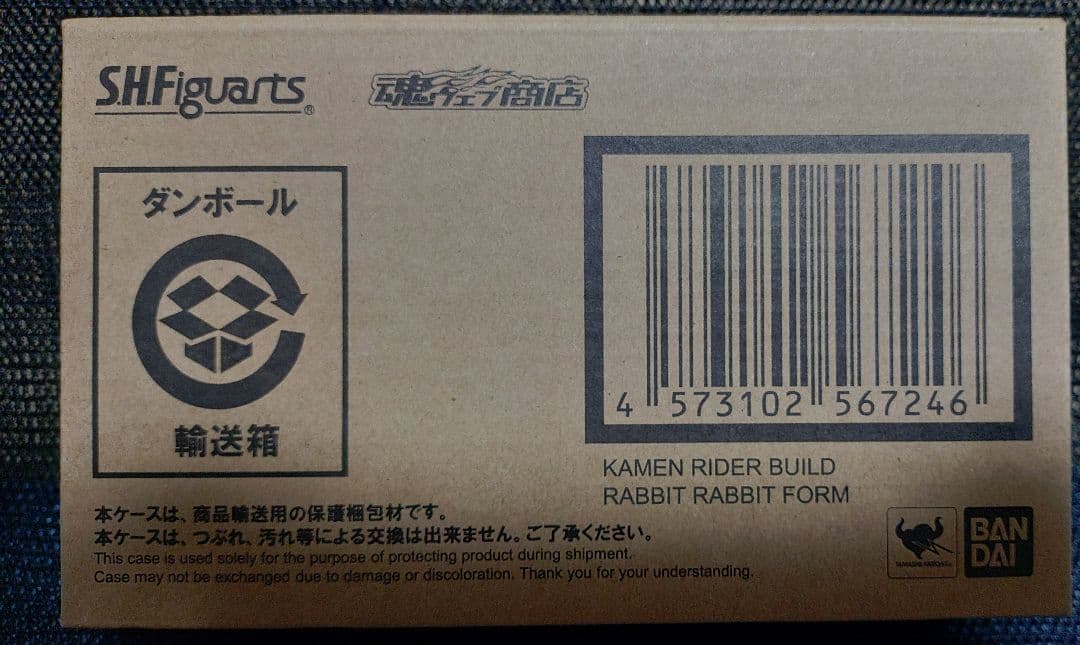 S.H.Figuarts®
魂ウェブ商店
ダンボール
輸送箱
4 573102 567246
KAMEN RIDER BUILD
RABBIT RABBIT FORM
本ケースは、商品輸送用の保護梱包材です。
本ケースは、つぶれ、汚れ等による交換は出来ません。ご了承ください。
This case is used solely for the purpose of protecting product during shipment.
Case may not be exchanged due to damage or discoloration. Thank you for your understanding.
TAMASHII NATIONS
BAN
DAI